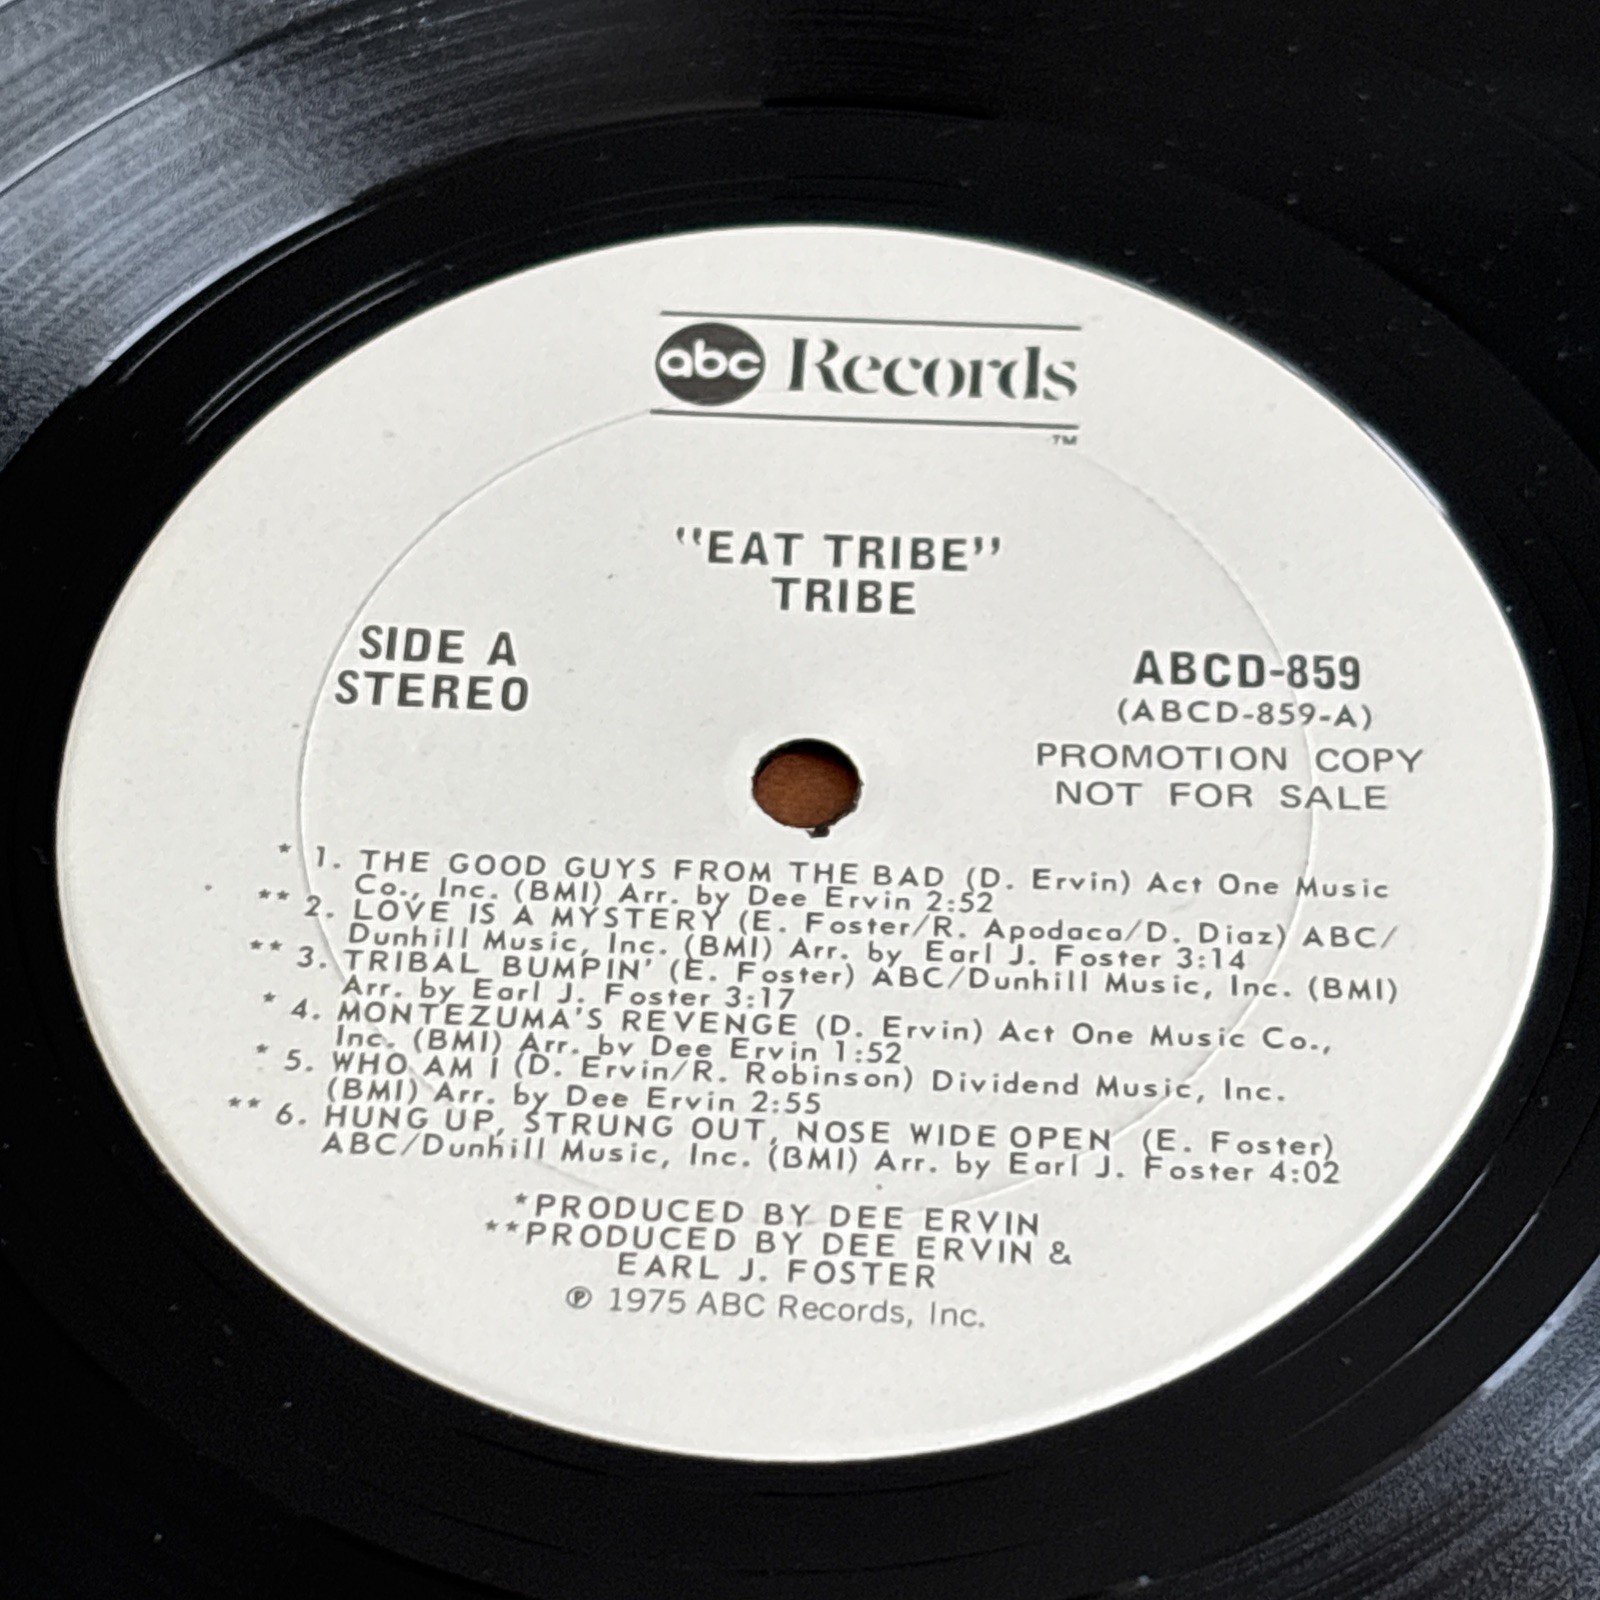 abc Records
TM
"EAT TRIBE"
TRIBE
SIDE A
STEREO
ABCD-859
(ABCD-859-A)
PROMOTION COPY
NOT FOR SALE
* 1. THE GOOD GUYS FROM THE BAD (D. Ervin) Act One Music
Co., Inc. (BMI) Arr. by Dee Ervin 2:52
** 2. LOVE IS A MYSTERY (E. Foster/R. Apodaca/D. Diaz) ABC/
Dunhill Music, Inc. (BMI) Arr. by Earl J. Foster 3:14
** 3. TRIBAL BUMPIN' (E. Foster) ABC/Dunhill Music, Inc. (BMI)
Arr. by Earl J. Foster 3:17
* 4. MONTEZUMA'S REVENGE (D. Ervin) Act One Music Co.,
Inc. (BMI) Arr. by Dee Ervin 1:52
* 5. WHO AM I (D. Ervin/R. Robinson) Dividend Music, Inc.
(BMI) Arr. by Dee Ervin 2:55
** 6. HUNG UP, STRUNG OUT, NOSE WIDE OPEN (E. Foster)
ABC/Dunhill Music, Inc. (BMI) Arr. by Earl J. Foster 4:02
*PRODUCED BY DEE ERVIN
**PRODUCED BY DEE ERVIN &
EARL J. FOSTER
℗ 1975 ABC Records, Inc.